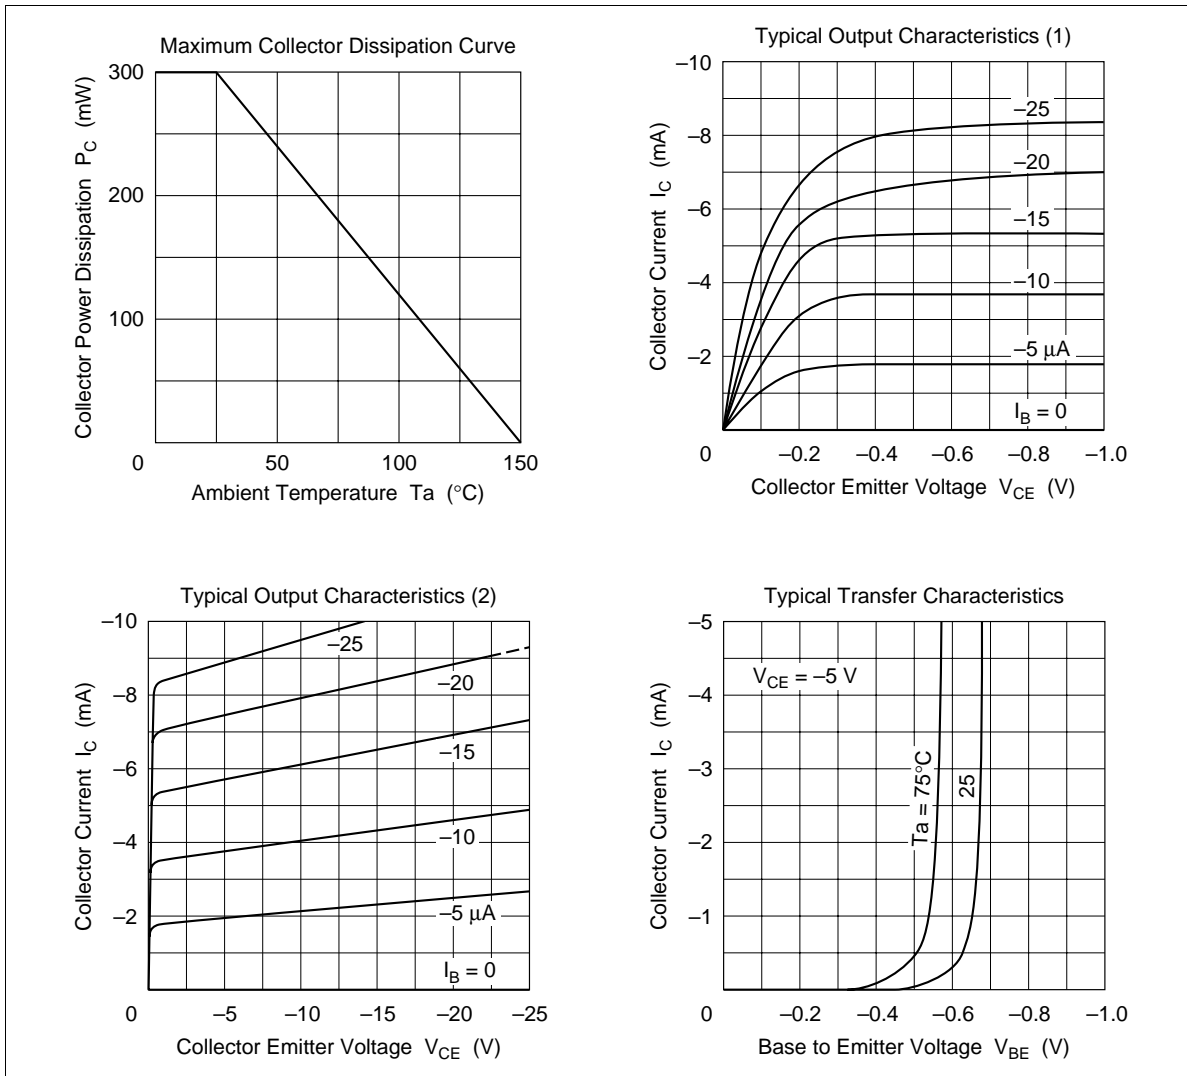 Maximum Collector Dissipation Curve
300
200
100
0
50
100
150
Collector Power Dissipation P_C (mW)
Ambient Temperature Ta (°C)
Typical Output Characteristics (1)
–10
–8
–6
–4
–2
0
–0.2
–0.4
–0.6
–0.8
–1.0
–25
–20
–15
–10
–5 µA
I_B = 0
Collector Current I_C (mA)
Collector Emitter Voltage V_CE (V)
Typical Output Characteristics (2)
–10
–8
–6
–4
–2
0
–5
–10
–15
–20
–25
–25
–20
–15
–10
–5 µA
I_B = 0
Collector Current I_C (mA)
Collector Emitter Voltage V_CE (V)
Typical Transfer Characteristics
–5
–4
–3
–2
–1
0
–0.2
–0.4
–0.6
–0.8
–1.0
V_CE = –5 V
Ta = 75°C
25
Collector Current I_C (mA)
Base to Emitter Voltage V_BE (V)